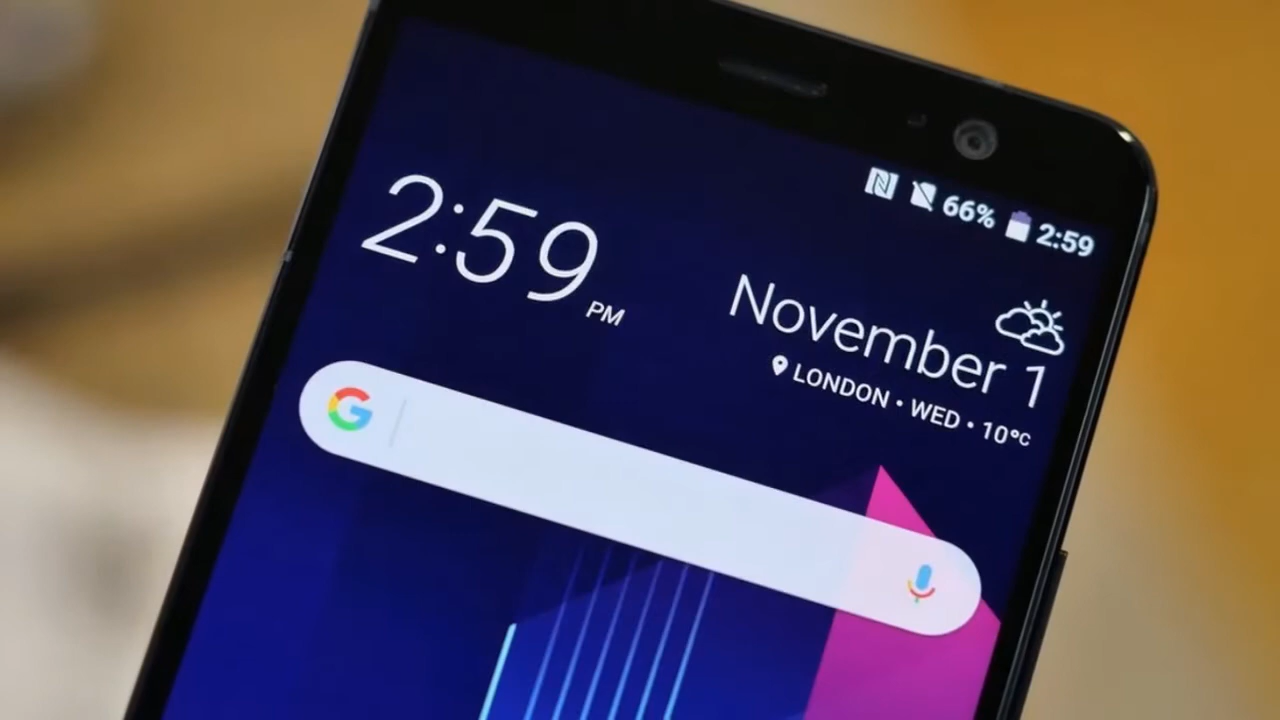 66% 2:59
2:59 PM
November 1
LONDON • WED • 10°C
G